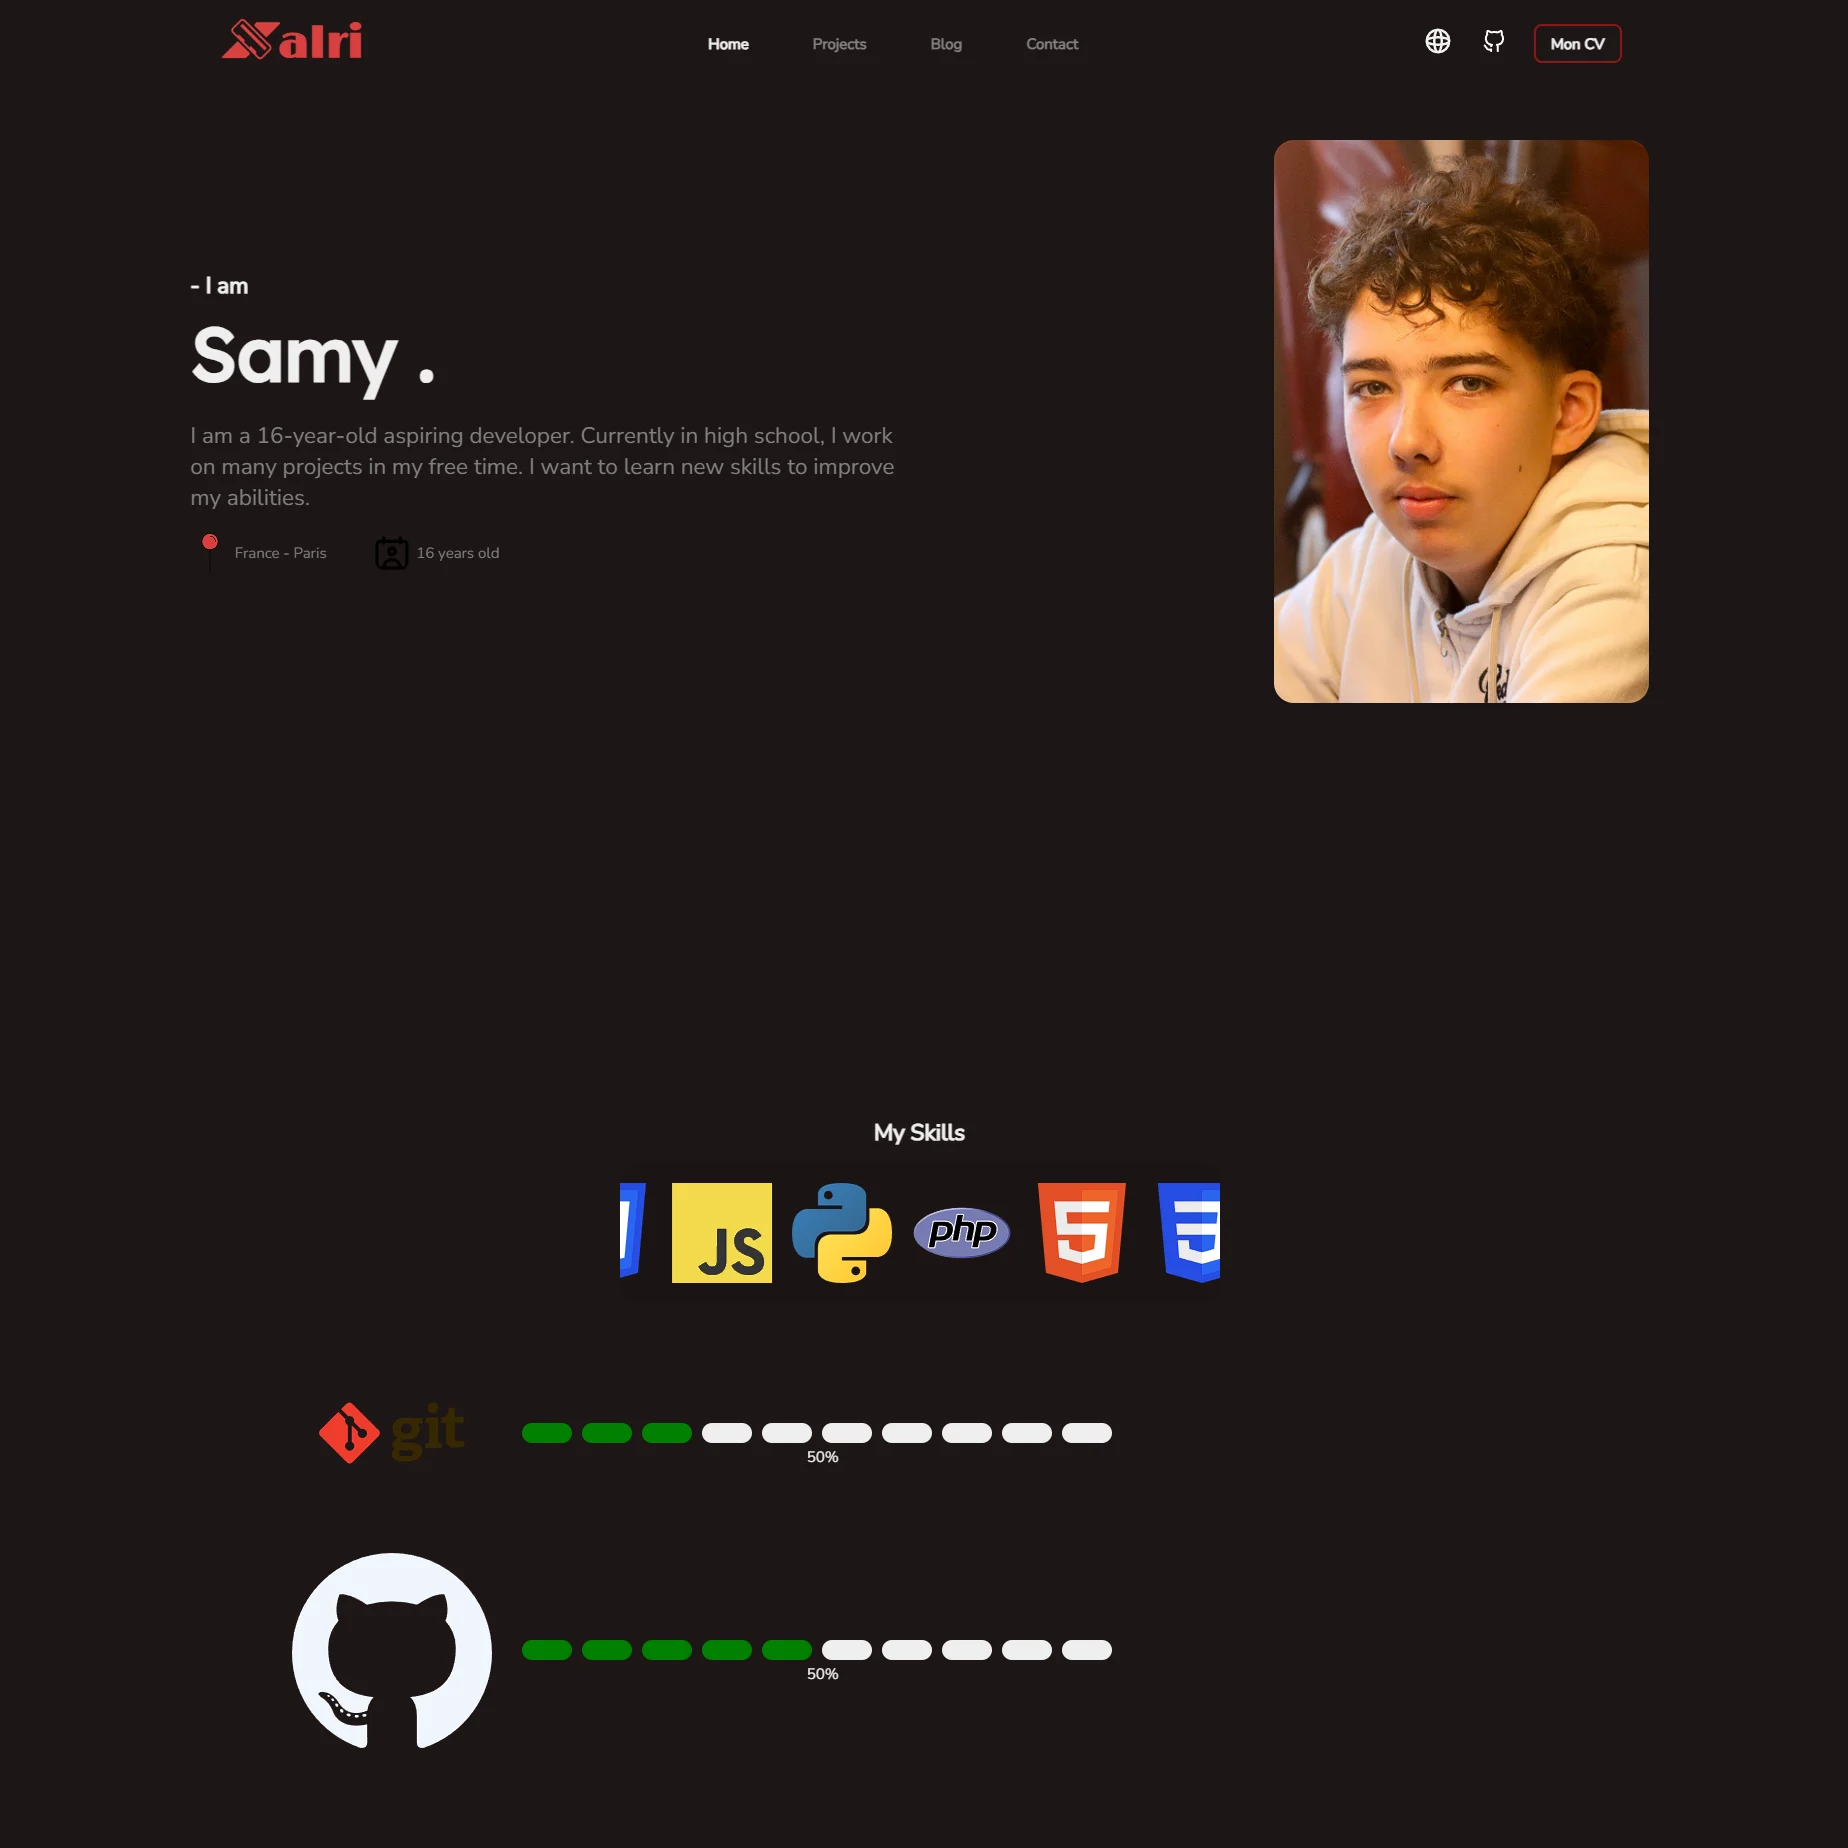 Xalri
Home
Projects
Blog
Contact
Mon CV
- I am
Samy .
I am a 16-year-old aspiring developer. Currently in high school, I work
on many projects in my free time. I want to learn new skills to improve
my abilities.
France - Paris
16 years old
My Skills
JS
php
git
50%
50%